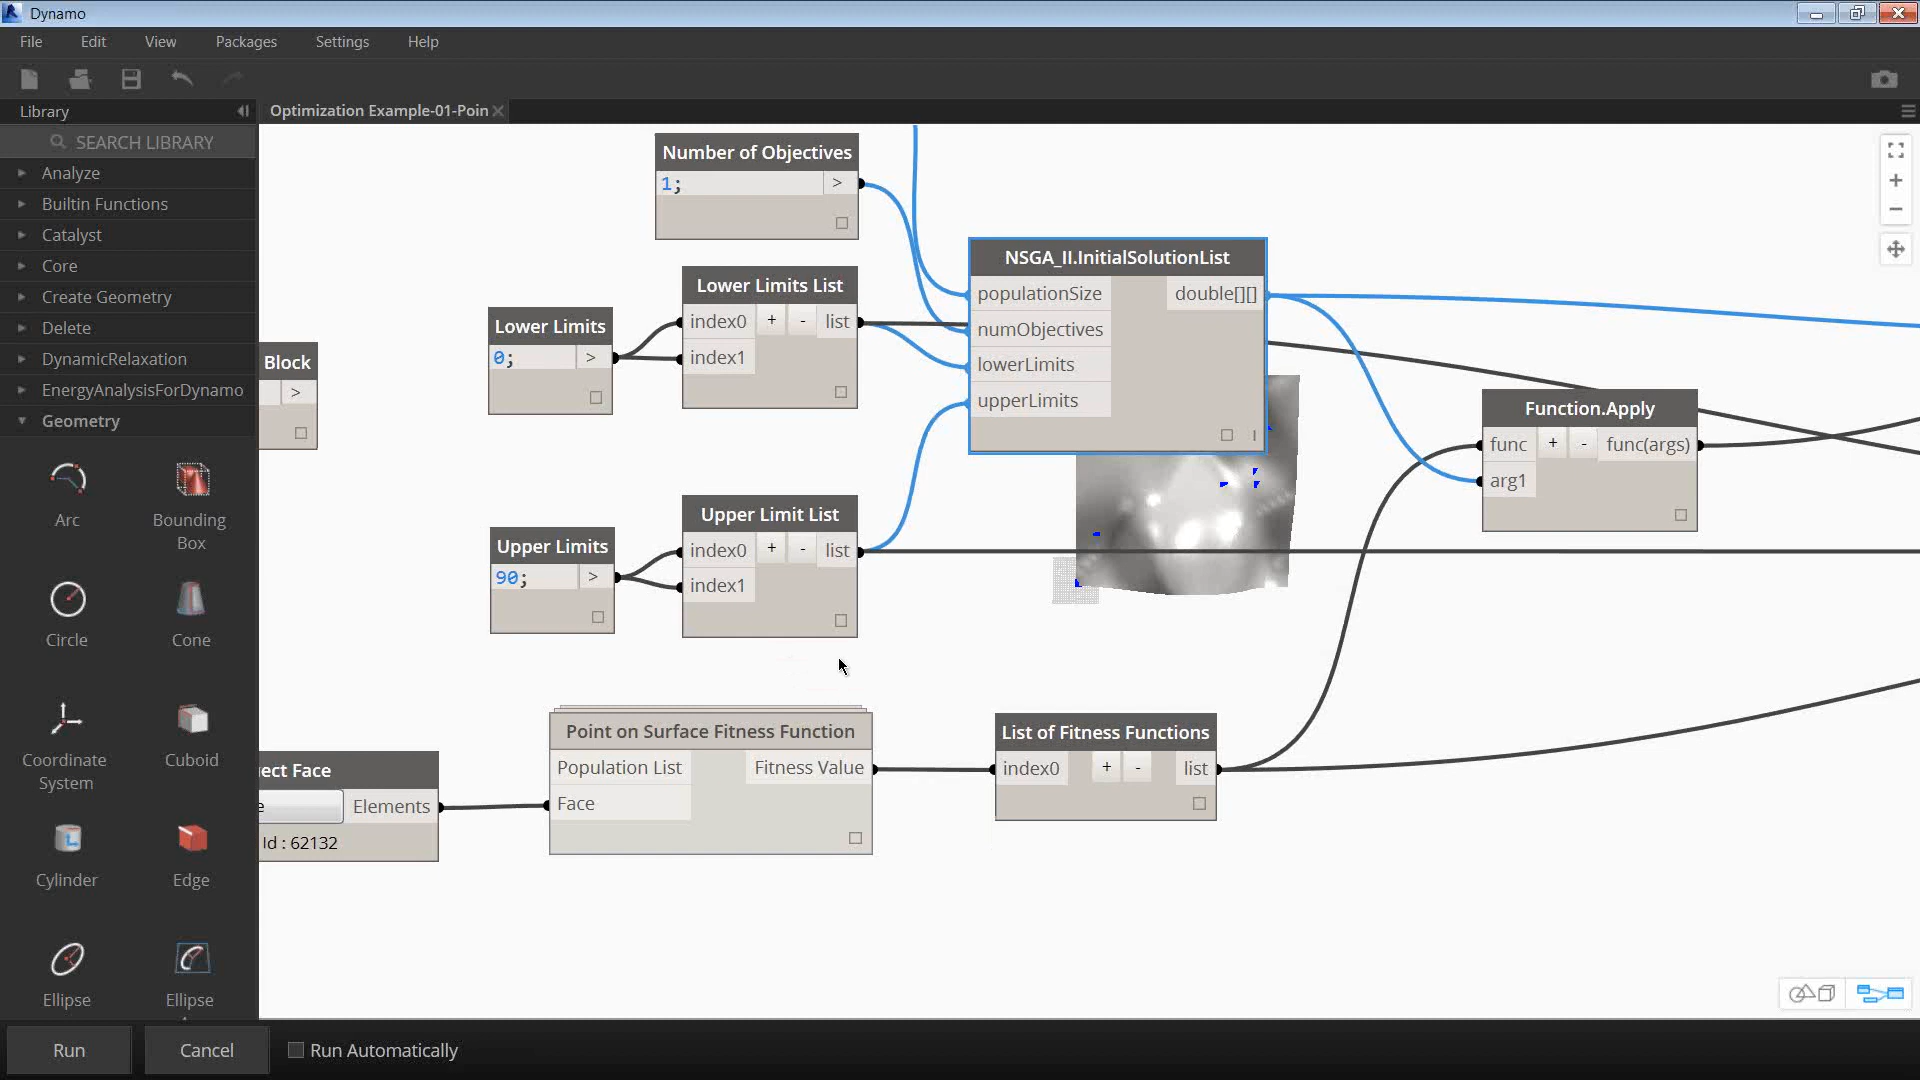 Dynamo
File Edit View Packages Settings Help
Library
Optimization Example-01-Poin
SEARCH LIBRARY
Analyze
Builtin Functions
Catalyst
Core
Create Geometry
Delete
DynamicRelaxation
EnergyAnalysisForDynamo
Geometry
Arc
Bounding Box
Circle
Cone
Coordinate System
Cuboid
Cylinder
Edge
Ellipse
Ellipse
Number of Objectives
1; >
Lower Limits List
index0 + - list
index1
Lower Limits
0; >
Block
>
NSGA_II.InitialSolutionList
populationSize double[][]
numObjectives
lowerLimits
upperLimits
Function.Apply
func + - func(args)
arg1
Upper Limit List
index0 + - list
index1
Upper Limits
90; >
Point on Surface Fitness Function
Population List Fitness Value
Face
List of Fitness Functions
index0 + - list
ect Face
e Elements
Id : 62132
Run Cancel Run Automatically